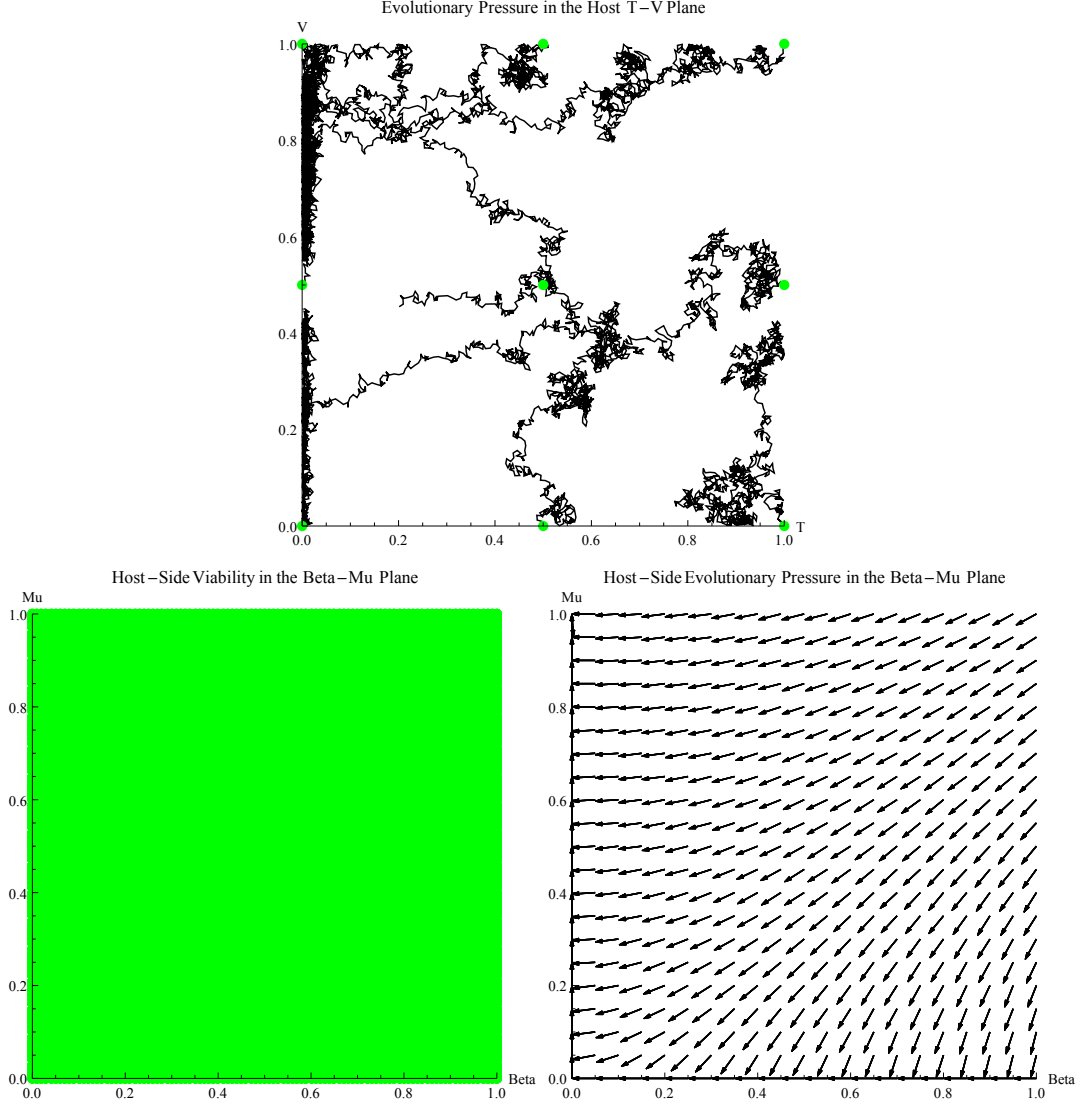 Evolutionary Pressure in the Host T–V Plane
V
1.0
0.8
0.6
0.4
0.2
0.0
T
0.0 0.2 0.4 0.6 0.8 1.0
Host–Side Viability in the Beta–Mu Plane
Mu
1.0
0.8
0.6
0.4
0.2
0.0
Beta
0.0 0.2 0.4 0.6 0.8 1.0
Host–Side Evolutionary Pressure in the Beta–Mu Plane
Mu
1.0
0.8
0.6
0.4
0.2
0.0
Beta
0.0 0.2 0.4 0.6 0.8 1.0